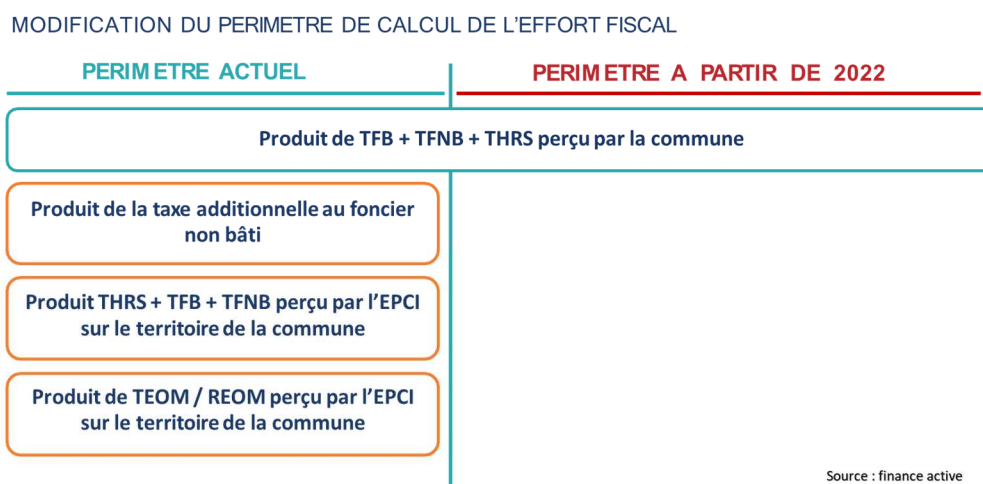 MODIFICATION DU PERIMETRE DE CALCUL DE L'EFFORT FISCAL
PERIMETRE ACTUEL
PERIMETRE A PARTIR DE 2022
Produit de TFB + TFNB + THRS perçu par la commune
Produit de la taxe additionnelle au foncier
non bâti
Produit THRS + TFB + TFNB perçu par l'EPCI
sur le territoire de la commune
Produit de TEOM / REOM perçu par l'EPCI
sur le territoire de la commune
Source : finance active